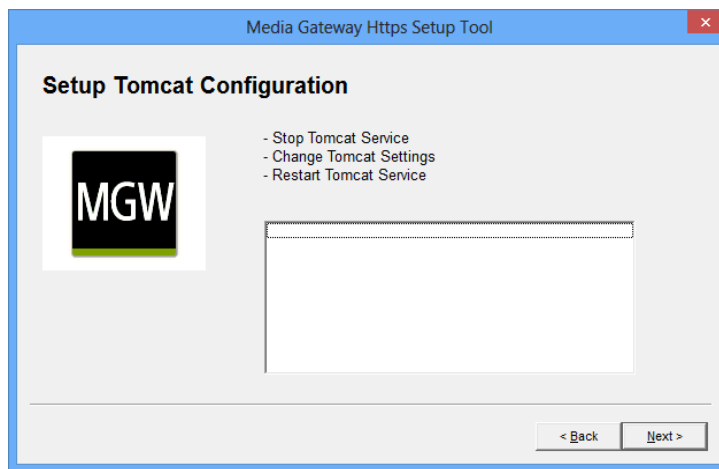 Media Gateway Https Setup Tool
Setup Tomcat Configuration
- Stop Tomcat Service
- Change Tomcat Settings
- Restart Tomcat Service
MGW
< Back
Next >